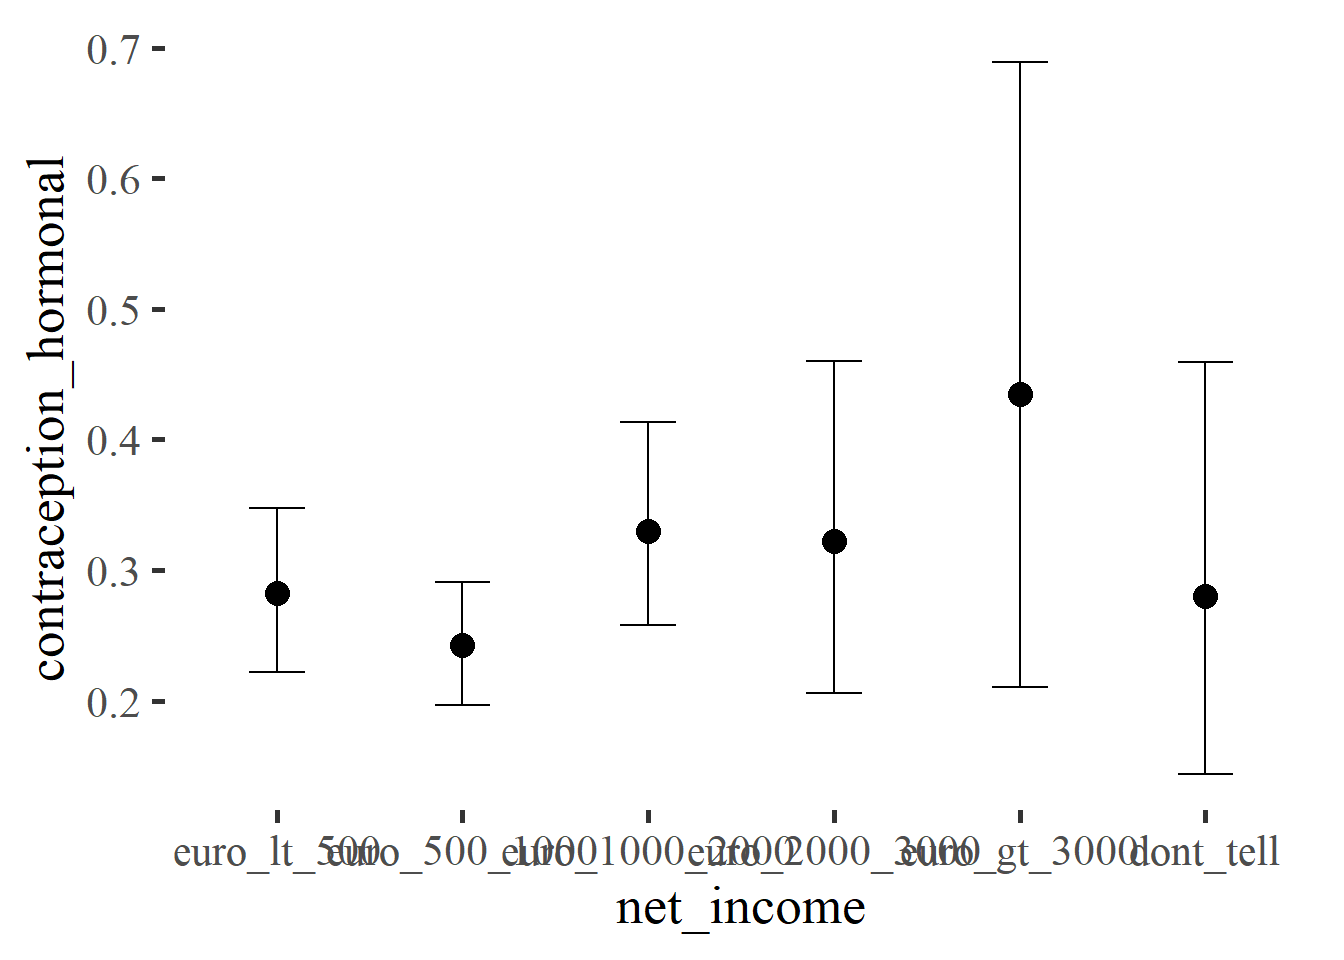 0.7
0.6
0.5
0.4
0.3
0.2
contraception_hormonal
euro_lt_500
euro_500_1000
euro_1000_2000
euro_2000_3000
euro_gt_3000
dont_tell
net_income